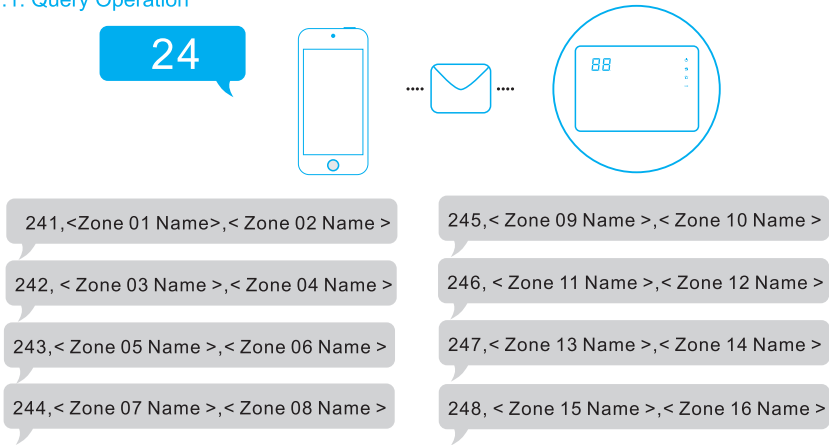 .1. Query Operation
24
88
241,<Zone 01 Name>,< Zone 02 Name >
242, < Zone 03 Name >,< Zone 04 Name >
243,< Zone 05 Name >,< Zone 06 Name >
244,< Zone 07 Name >,< Zone 08 Name >
245,< Zone 09 Name >,< Zone 10 Name >
246, < Zone 11 Name >,< Zone 12 Name >
247,< Zone 13 Name >,< Zone 14 Name >
248, < Zone 15 Name >,< Zone 16 Name >